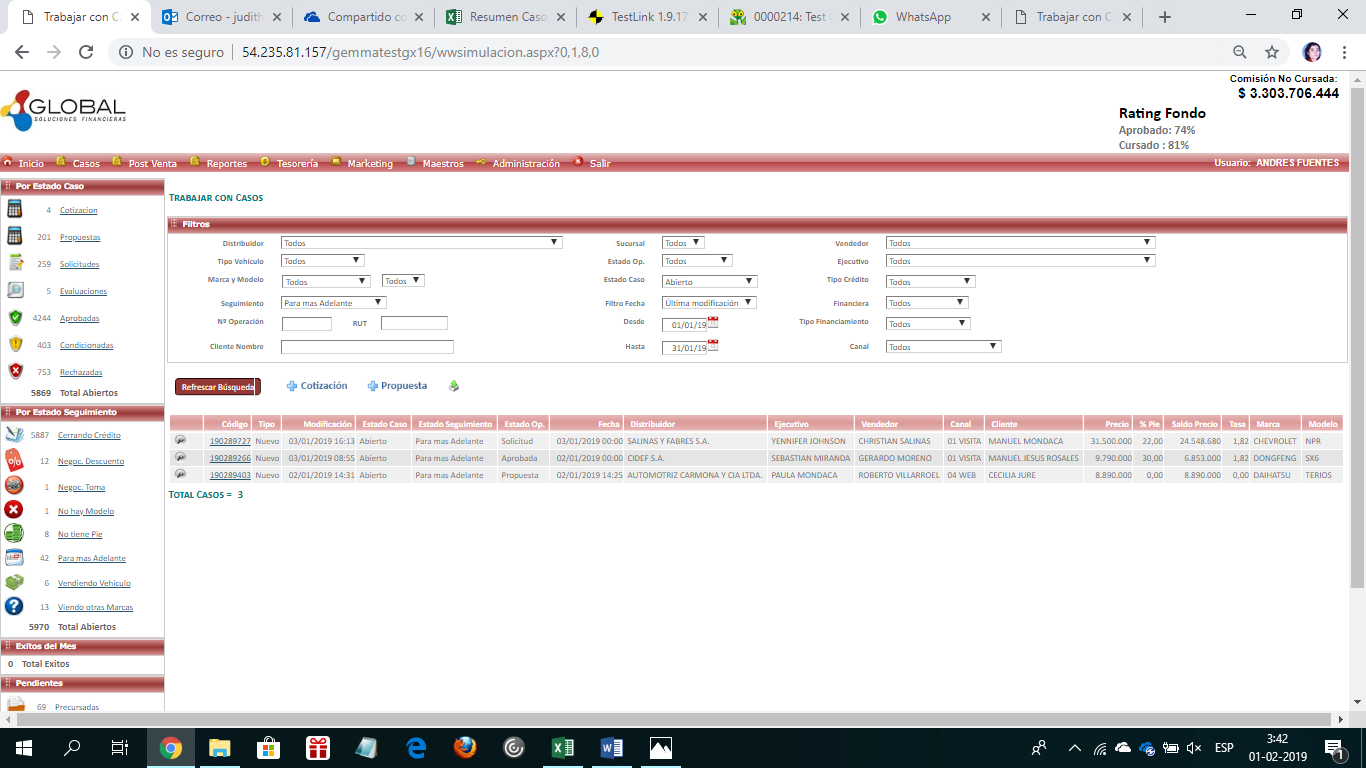 Trabajar con C
Correo - judith
Compartido co
Resumen Caso
TestLink 1.9.17
0000214: Test
WhatsApp
Trabajar con C
No es seguro | 54.235.81.157/gemmatestgx16/wwsimulacion.aspx?0,1,8,0
Comisión No Cursada:
$ 3.303.706.444
GLOBAL
SOLUCIONES FINANCIERAS
Rating Fondo
Aprobado: 74%
Cursado : 81%
Inicio Casos Post Venta Reportes Tesorería Marketing Maestros Administración Salir Usuario: ANDRES FUENTES
Por Estado Caso
4 Cotizacion
201 Propuestas
259 Solicitudes
5 Evaluaciones
4244 Aprobadas
403 Condicionadas
753 Rechazadas
5869 Total Abiertos
Por Estado Seguimiento
5887 Cerrando Crédito
12 Negoc. Descuento
1 Negoc. Toma
1 No hay Modelo
8 No tiene Pie
42 Para mas Adelante
6 Vendiendo Vehiculo
13 Viendo otras Marcas
5970 Total Abiertos
Exitos del Mes
0 Total Exitos
Pendientes
69 Precursadas
TRABAJAR CON CASOS
Filtros
Distribuidor Todos Sucursal Todos Vendedor Todos
Tipo Vehículo Todos Estado Op. Todos Ejecutivo Todos
Marca y Modelo Todos Todos Estado Caso Abierto Tipo Crédito Todos
Seguimiento Para mas Adelante Filtro Fecha Última modificación Financiera Todos
Nº Operación RUT Desde 01/01/19 Tipo Financiamiento Todos
Cliente Nombre Hasta 31/01/19 Canal Todos
Refrescar Búsqueda Cotización Propuesta
Código Tipo Modificación Estado Caso Estado Seguimiento Estado Op. Fecha Distribuidor Ejecutivo Vendedor Canal Cliente Precio % Pie Saldo Precio Tasa Marca Modelo
190289727 Nuevo 03/01/2019 16:13 Abierto Para mas Adelante Solicitud 03/01/2019 00:00 SALINAS Y FABRES S.A. YENNIFER JOHNSON CHRISTIAN SALINAS 01 VISITA MANUEL MONDACA 31.500.000 22,00 24.548.680 1,82 CHEVROLET NPR
190289266 Nuevo 03/01/2019 08:55 Abierto Para mas Adelante Aprobada 02/01/2019 00:00 CIDEF S.A. SEBASTIAN MIRANDA GERARDO MORENO 01 VISITA MANUEL JESUS ROSALES 9.790.000 30,00 6.853.000 1,82 DONGFENG SX6
190289403 Nuevo 02/01/2019 14:31 Abierto Para mas Adelante Propuesta 02/01/2019 14:25 AUTOMOTRIZ CARMONA Y CIA LTDA. PAULA MONDACA ROBERTO VILLARROEL 04 WEB CECILIA JURE 8.890.000 0,00 8.890.000 0,00 DAIHATSU TERIOS
TOTAL CASOS = 3
ESP
3:42
01-02-2019
1